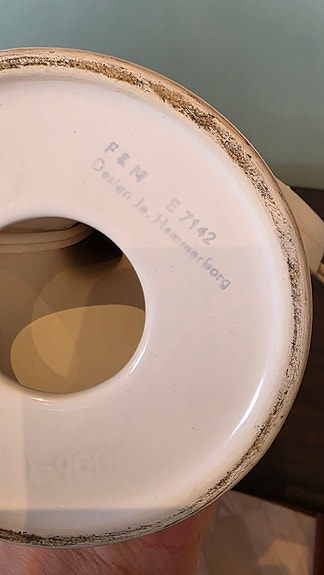 F & M E 7142
Design Jo. Hammerborg